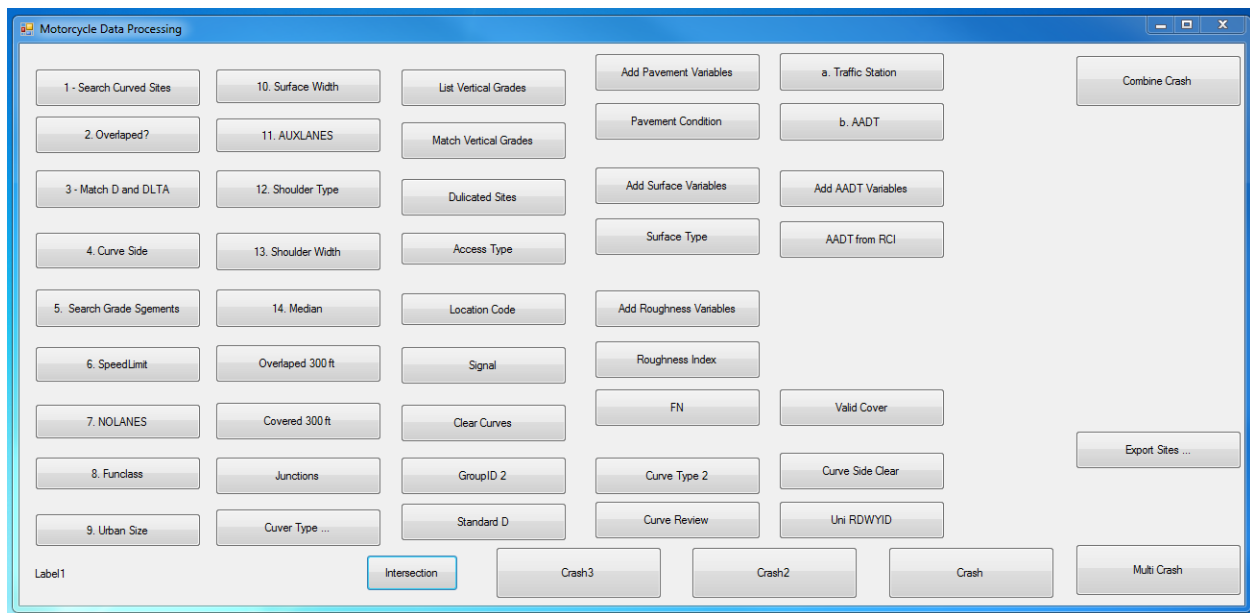 Motorcycle Data Processing
1 - Search Curved Sites
2. Overlaped?
3 - Match D and DLTA
4. Curve Side
5. Search Grade Sgements
6. SpeedLimit
7. NOLANES
8. Funclass
9. Urban Size
10. Surface Width
11. AUXLANES
12. Shoulder Type
13. Shoulder Width
14. Median
Overlaped 300 ft
Covered 300 ft
Junctions
Cuver Type ...
List Vertical Grades
Match Vertical Grades
Dulicated Sites
Access Type
Location Code
Signal
Clear Curves
GroupID 2
Standard D
Add Pavement Variables
Pavement Condition
Add Surface Variables
Surface Type
Add Roughness Variables
Roughness Index
FN
Curve Type 2
Curve Review
a. Traffic Station
b. AADT
Add AADT Variables
AADT from RCI
Valid Cover
Curve Side Clear
Uni RDWYID
Combine Crash
Export Sites ...
Label1
Intersection
Crash3
Crash2
Crash
Multi Crash